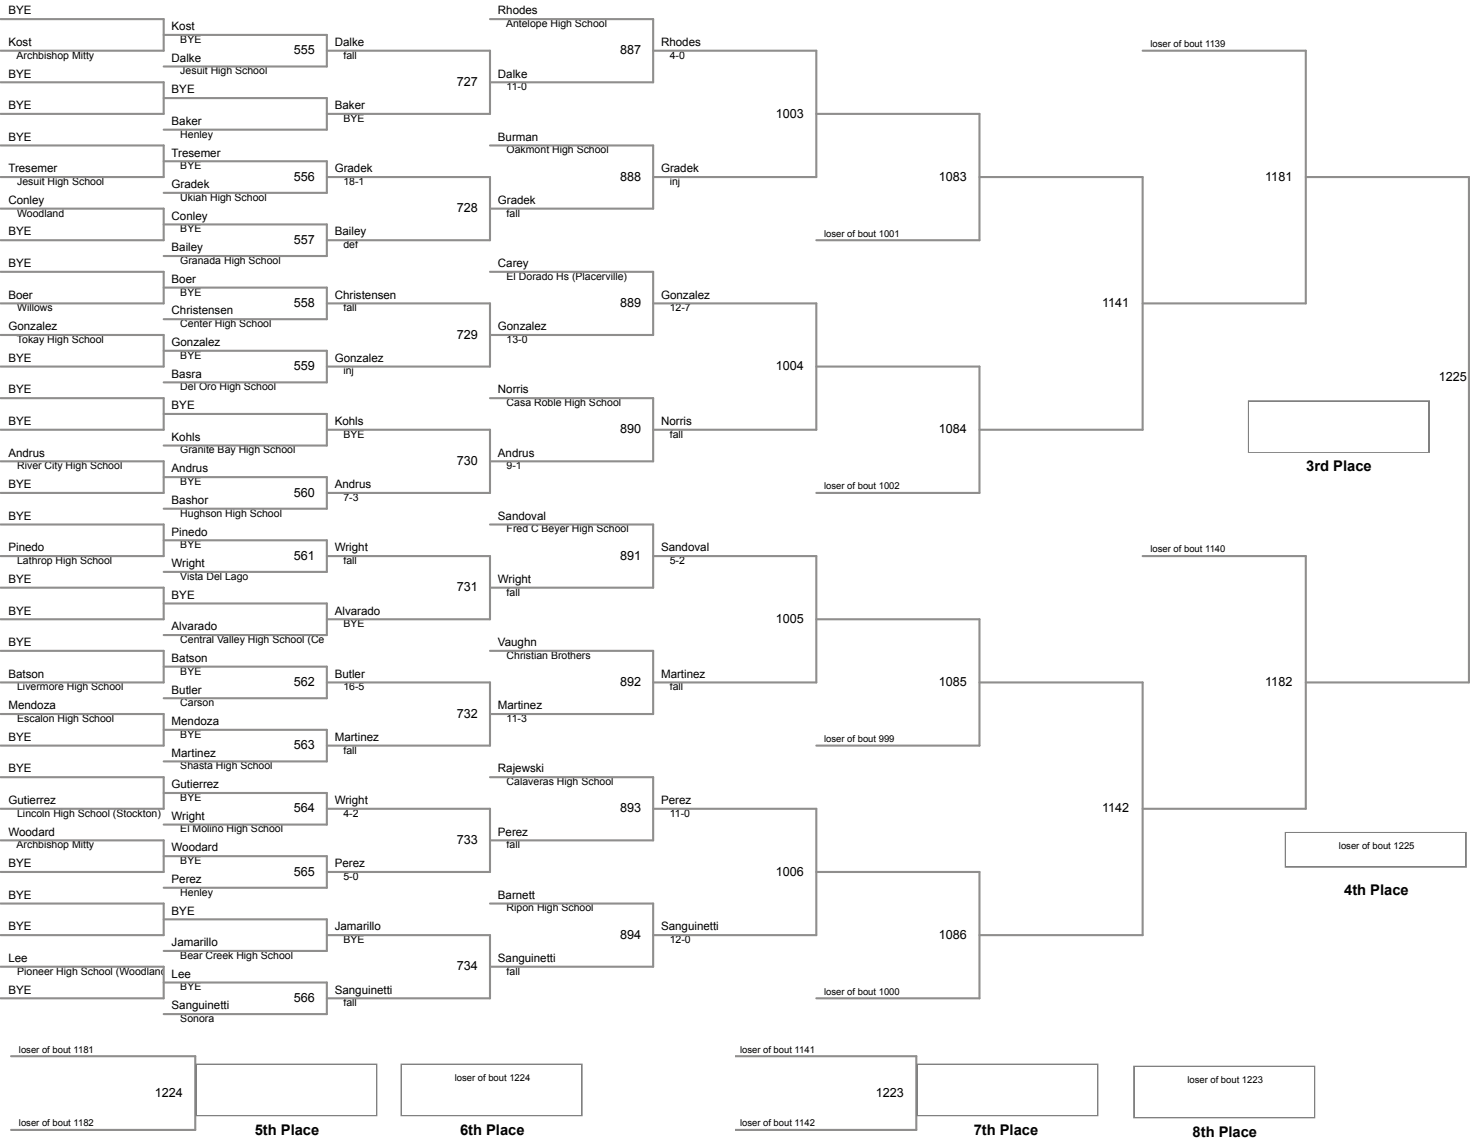 BYE
Kost
Archbishop Mitty
BYE
BYE
BYE
Tresemer
Jesuit High School
Conley
Woodland
BYE
BYE
Boer
Willows
Gonzalez
Tokay High School
BYE
BYE
BYE
Andrus
River City High School
BYE
BYE
Pinedo
Lathrop High School
BYE
BYE
BYE
Batson
Livermore High School
Mendoza
Escalon High School
BYE
BYE
Gutierrez
Lincoln High School (Stockton)
Woodard
Archbishop Mitty
BYE
BYE
BYE
Lee
Pioneer High School (Woodland
BYE
Kost
BYE
555
Dalke
Jesuit High School
BYE
Baker
Henley
Tresemer
BYE
556
Gradek
Ukiah High School
Conley
BYE
557
Bailey
Granada High School
Boer
BYE
558
Christensen
Center High School
Gonzalez
BYE
559
Basra
Del Oro High School
BYE
Kohls
Granite Bay High School
Andrus
BYE
560
Bashor
Hughson High School
Pinedo
BYE
561
Wright
Vista Del Lago
BYE
Alvarado
Central Valley High School (Ce
Batson
BYE
562
Butler
Carson
Mendoza
BYE
563
Martinez
Shasta High School
Gutierrez
BYE
564
Wright
El Molino High School
Woodard
BYE
565
Perez
Henley
BYE
Jamarillo
Bear Creek High School
Lee
BYE
566
Sanguinetti
Sonora
Dalke
fall
727
Baker
BYE
Gradek
18-1
728
Bailey
def
Christensen
fall
729
Gonzalez
inj
Kohls
BYE
730
Andrus
7-3
Wright
fall
731
Alvarado
BYE
Butler
16-5
732
Martinez
fall
Wright
4-2
733
Perez
5-0
Jamarillo
BYE
734
Sanguinetti
fall
Rhodes
Antelope High School
887
Dalke
11-0
Burman
Oakmont High School
888
Gradek
fall
Carey
El Dorado Hs (Placerville)
889
Gonzalez
13-0
Norris
Casa Roble High School
890
Andrus
9-1
Sandoval
Fred C Beyer High School
891
Wright
fall
Vaughn
Christian Brothers
892
Martinez
11-3
Rajewski
Calaveras High School
893
Perez
fall
Barnett
Ripon High School
894
Sanguinetti
fall
Rhodes
4-0
1003
Gradek
inj
Gonzalez
12-7
1004
Norris
fall
Sandoval
5-2
1005
Martinez
fall
Perez
11-0
1006
Sanguinetti
12-0
1083
loser of bout 1001
1084
loser of bout 1002
1085
loser of bout 999
1086
loser of bout 1000
1141
1142
loser of bout 1139
1181
loser of bout 1140
1182
1225
3rd Place
loser of bout 1225
4th Place
loser of bout 1181
1224
loser of bout 1182
5th Place
loser of bout 1224
6th Place
loser of bout 1141
1223
loser of bout 1142
7th Place
loser of bout 1223
8th Place